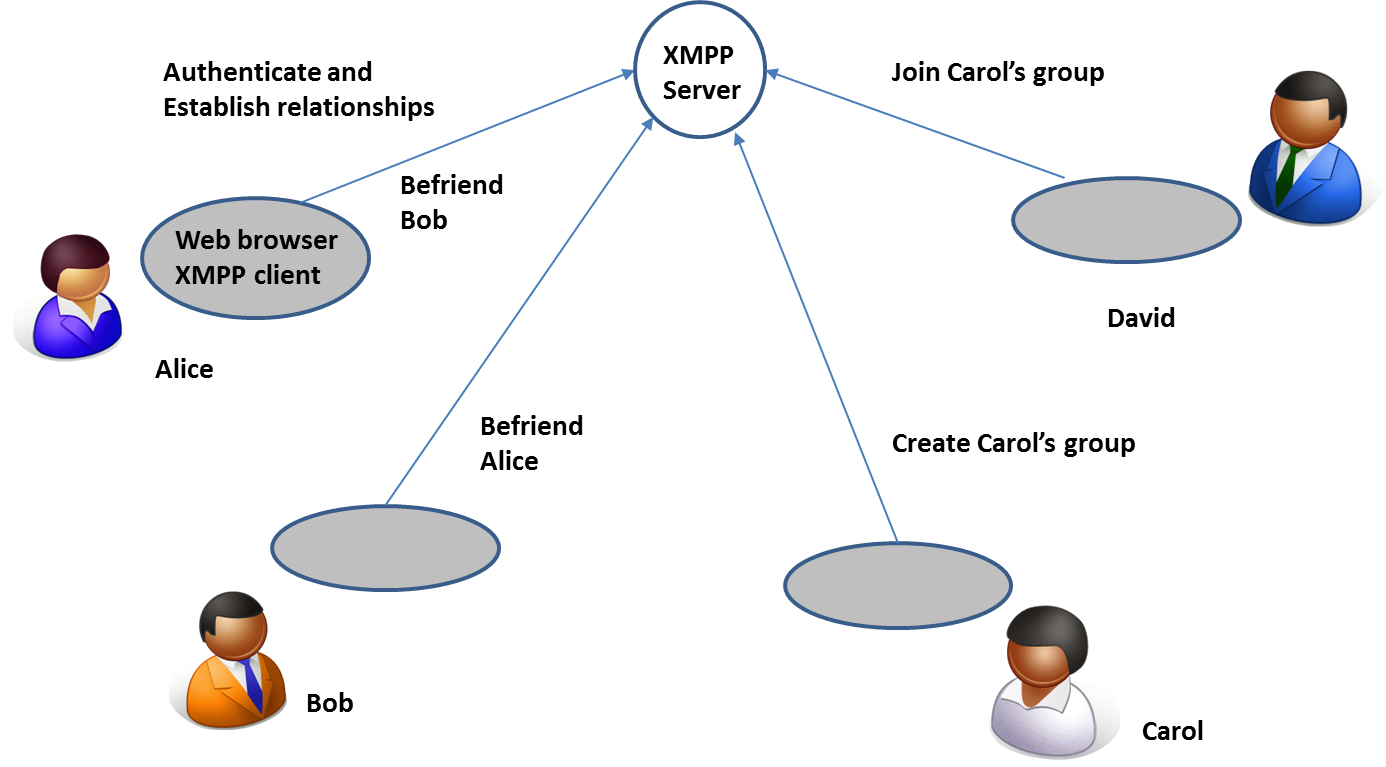 XMPP
Server
Authenticate and
Establish relationships
Join Carol’s group
Befriend
Bob
Web browser
XMPP client
David
Alice
Befriend
Alice
Create Carol’s group
Bob
Carol